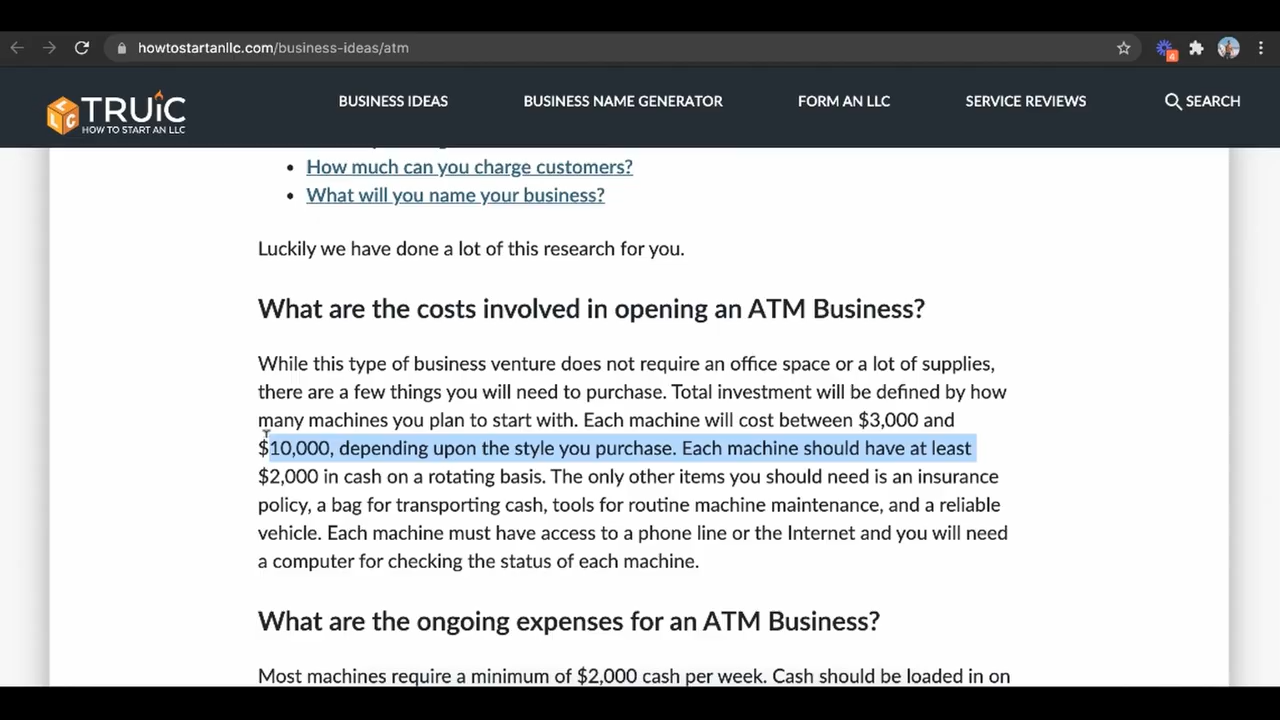 howtostartanllc.com/business-ideas/atm
4
LLC
TRUiC
HOW TO START AN LLC
BUSINESS IDEAS
BUSINESS NAME GENERATOR
FORM AN LLC
SERVICE REVIEWS
SEARCH
How much can you charge customers?
What will you name your business?
Luckily we have done a lot of this research for you.
What are the costs involved in opening an ATM Business?
While this type of business venture does not require an office space or a lot of supplies,
there are a few things you will need to purchase. Total investment will be defined by how
many machines you plan to start with. Each machine will cost between $3,000 and
$10,000, depending upon the style you purchase. Each machine should have at least
$2,000 in cash on a rotating basis. The only other items you should need is an insurance
policy, a bag for transporting cash, tools for routine machine maintenance, and a reliable
vehicle. Each machine must have access to a phone line or the Internet and you will need
a computer for checking the status of each machine.
What are the ongoing expenses for an ATM Business?
Most machines require a minimum of $2,000 cash per week. Cash should be loaded in on